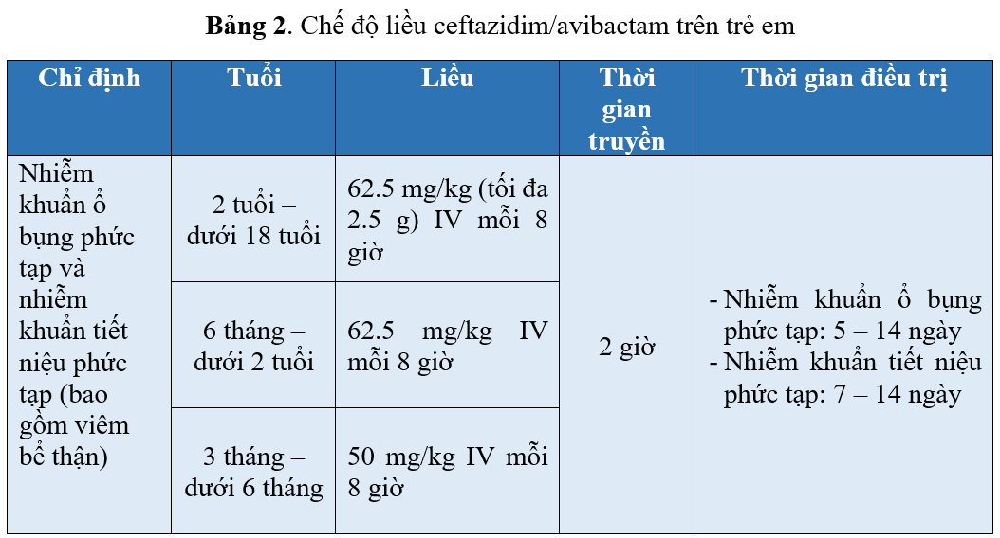 Bảng 2. Chế độ liều ceftazidim/avibactam trên trẻ em
Chỉ định
Tuổi
Liều
Thời
gian
truyền
Thời gian điều trị
Nhiễm
khuẩn ổ
bụng phức
tạp và
nhiễm
khuẩn tiết
niệu phức
tạp (bao
gồm viêm
bể thận)
2 tuổi –
dưới 18 tuổi
62.5 mg/kg (tối đa
2.5 g) IV mỗi 8
giờ
6 tháng –
dưới 2 tuổi
62.5 mg/kg IV
mỗi 8 giờ
3 tháng –
dưới 6 tháng
50 mg/kg IV mỗi
8 giờ
2 giờ
- Nhiễm khuẩn ổ bụng
phức tạp: 5 – 14 ngày
- Nhiễm khuẩn tiết niệu
phức tạp: 7 – 14 ngày